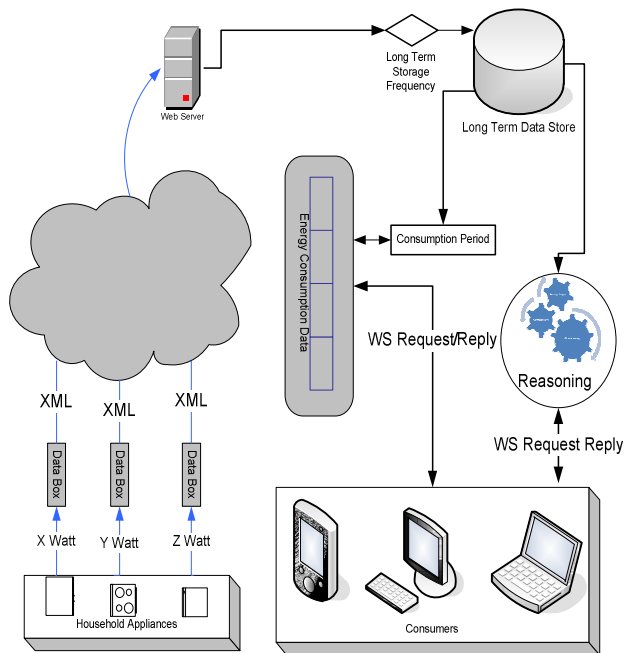 Long Term
Storage
Frequency
Web Server
Long Term Data Store
Energy Consumption Data
Consumption Period
WS Request/Reply
Reasoning
WS Request Reply
XML
XML
XML
Data Box
Data Box
Data Box
X Watt
Y Watt
Z Watt
Household Appliances
Consumers